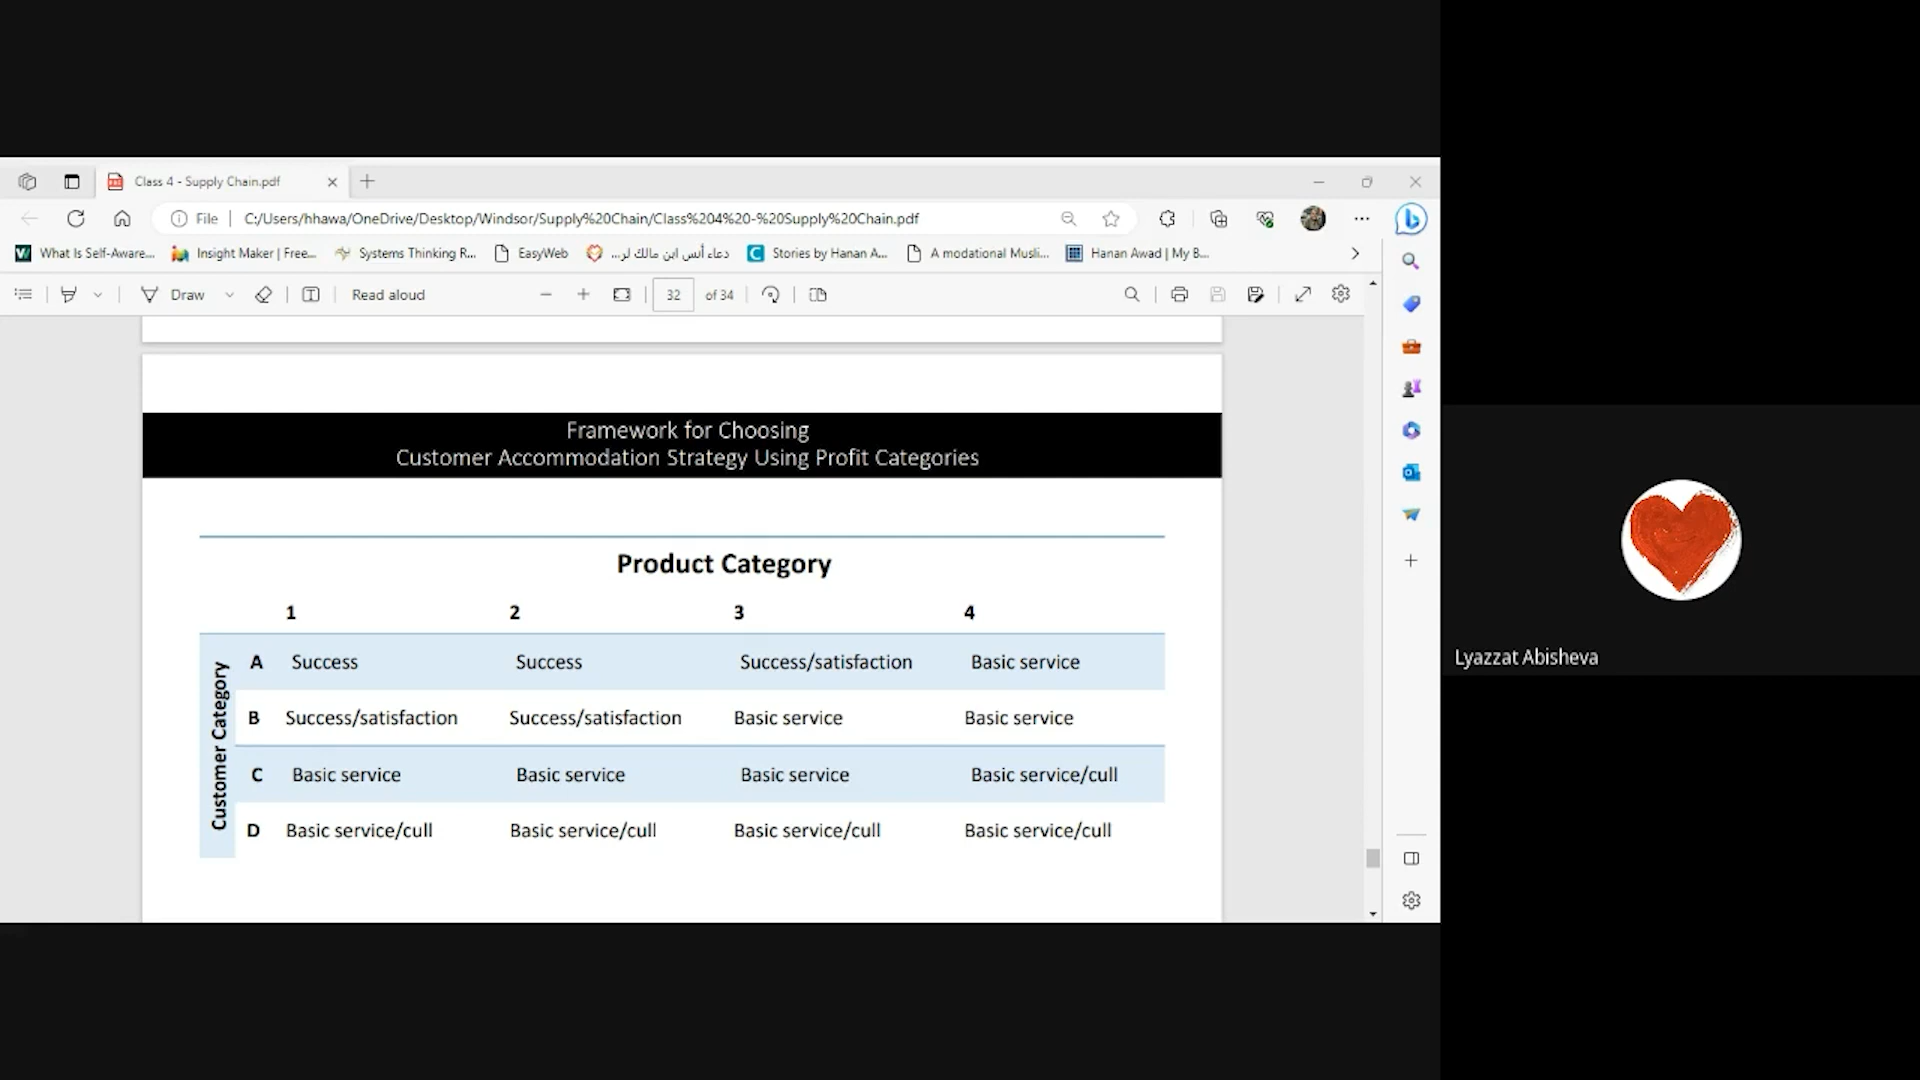 Class 4 - Supply Chain.pdf
File
C:/Users/hhawa/OneDrive/Desktop/Windsor/Supply%20Chain/Class%204%20-%20Supply%20Chain.pdf
What Is Self-Aware...
Insight Maker | Free...
Systems Thinking R...
EasyWeb
دعاء أنس ابن مالك لر...
Stories by Hanan A...
A modational Musli...
Hanan Awad | My B...
Draw
Read aloud
32 of 34
Framework for Choosing
Customer Accommodation Strategy Using Profit Categories
Product Category
1 2 3 4
Customer Category
A Success Success Success/satisfaction Basic service
B Success/satisfaction Success/satisfaction Basic service Basic service
C Basic service Basic service Basic service Basic service/cull
D Basic service/cull Basic service/cull Basic service/cull Basic service/cull
Lyazzat Abisheva